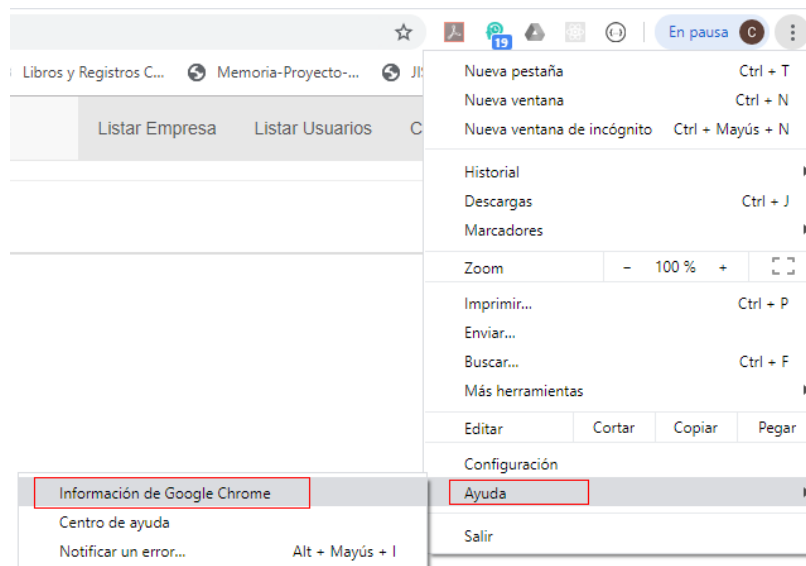 19
En pausa C
Libros y Registros C... Memoria-Proyecto-...
Listar Empresa Listar Usuarios C
Nueva pestaña Ctrl + T
Nueva ventana Ctrl + N
Nueva ventana de incógnito Ctrl + Mayús + N
Historial
Descargas Ctrl + J
Marcadores
Zoom - 100 % +
Imprimir... Ctrl + P
Enviar...
Buscar... Ctrl + F
Más herramientas
Editar Cortar Copiar Pegar
Configuración
Ayuda
Salir
Información de Google Chrome
Centro de ayuda
Notificar un error... Alt + Mayús + I